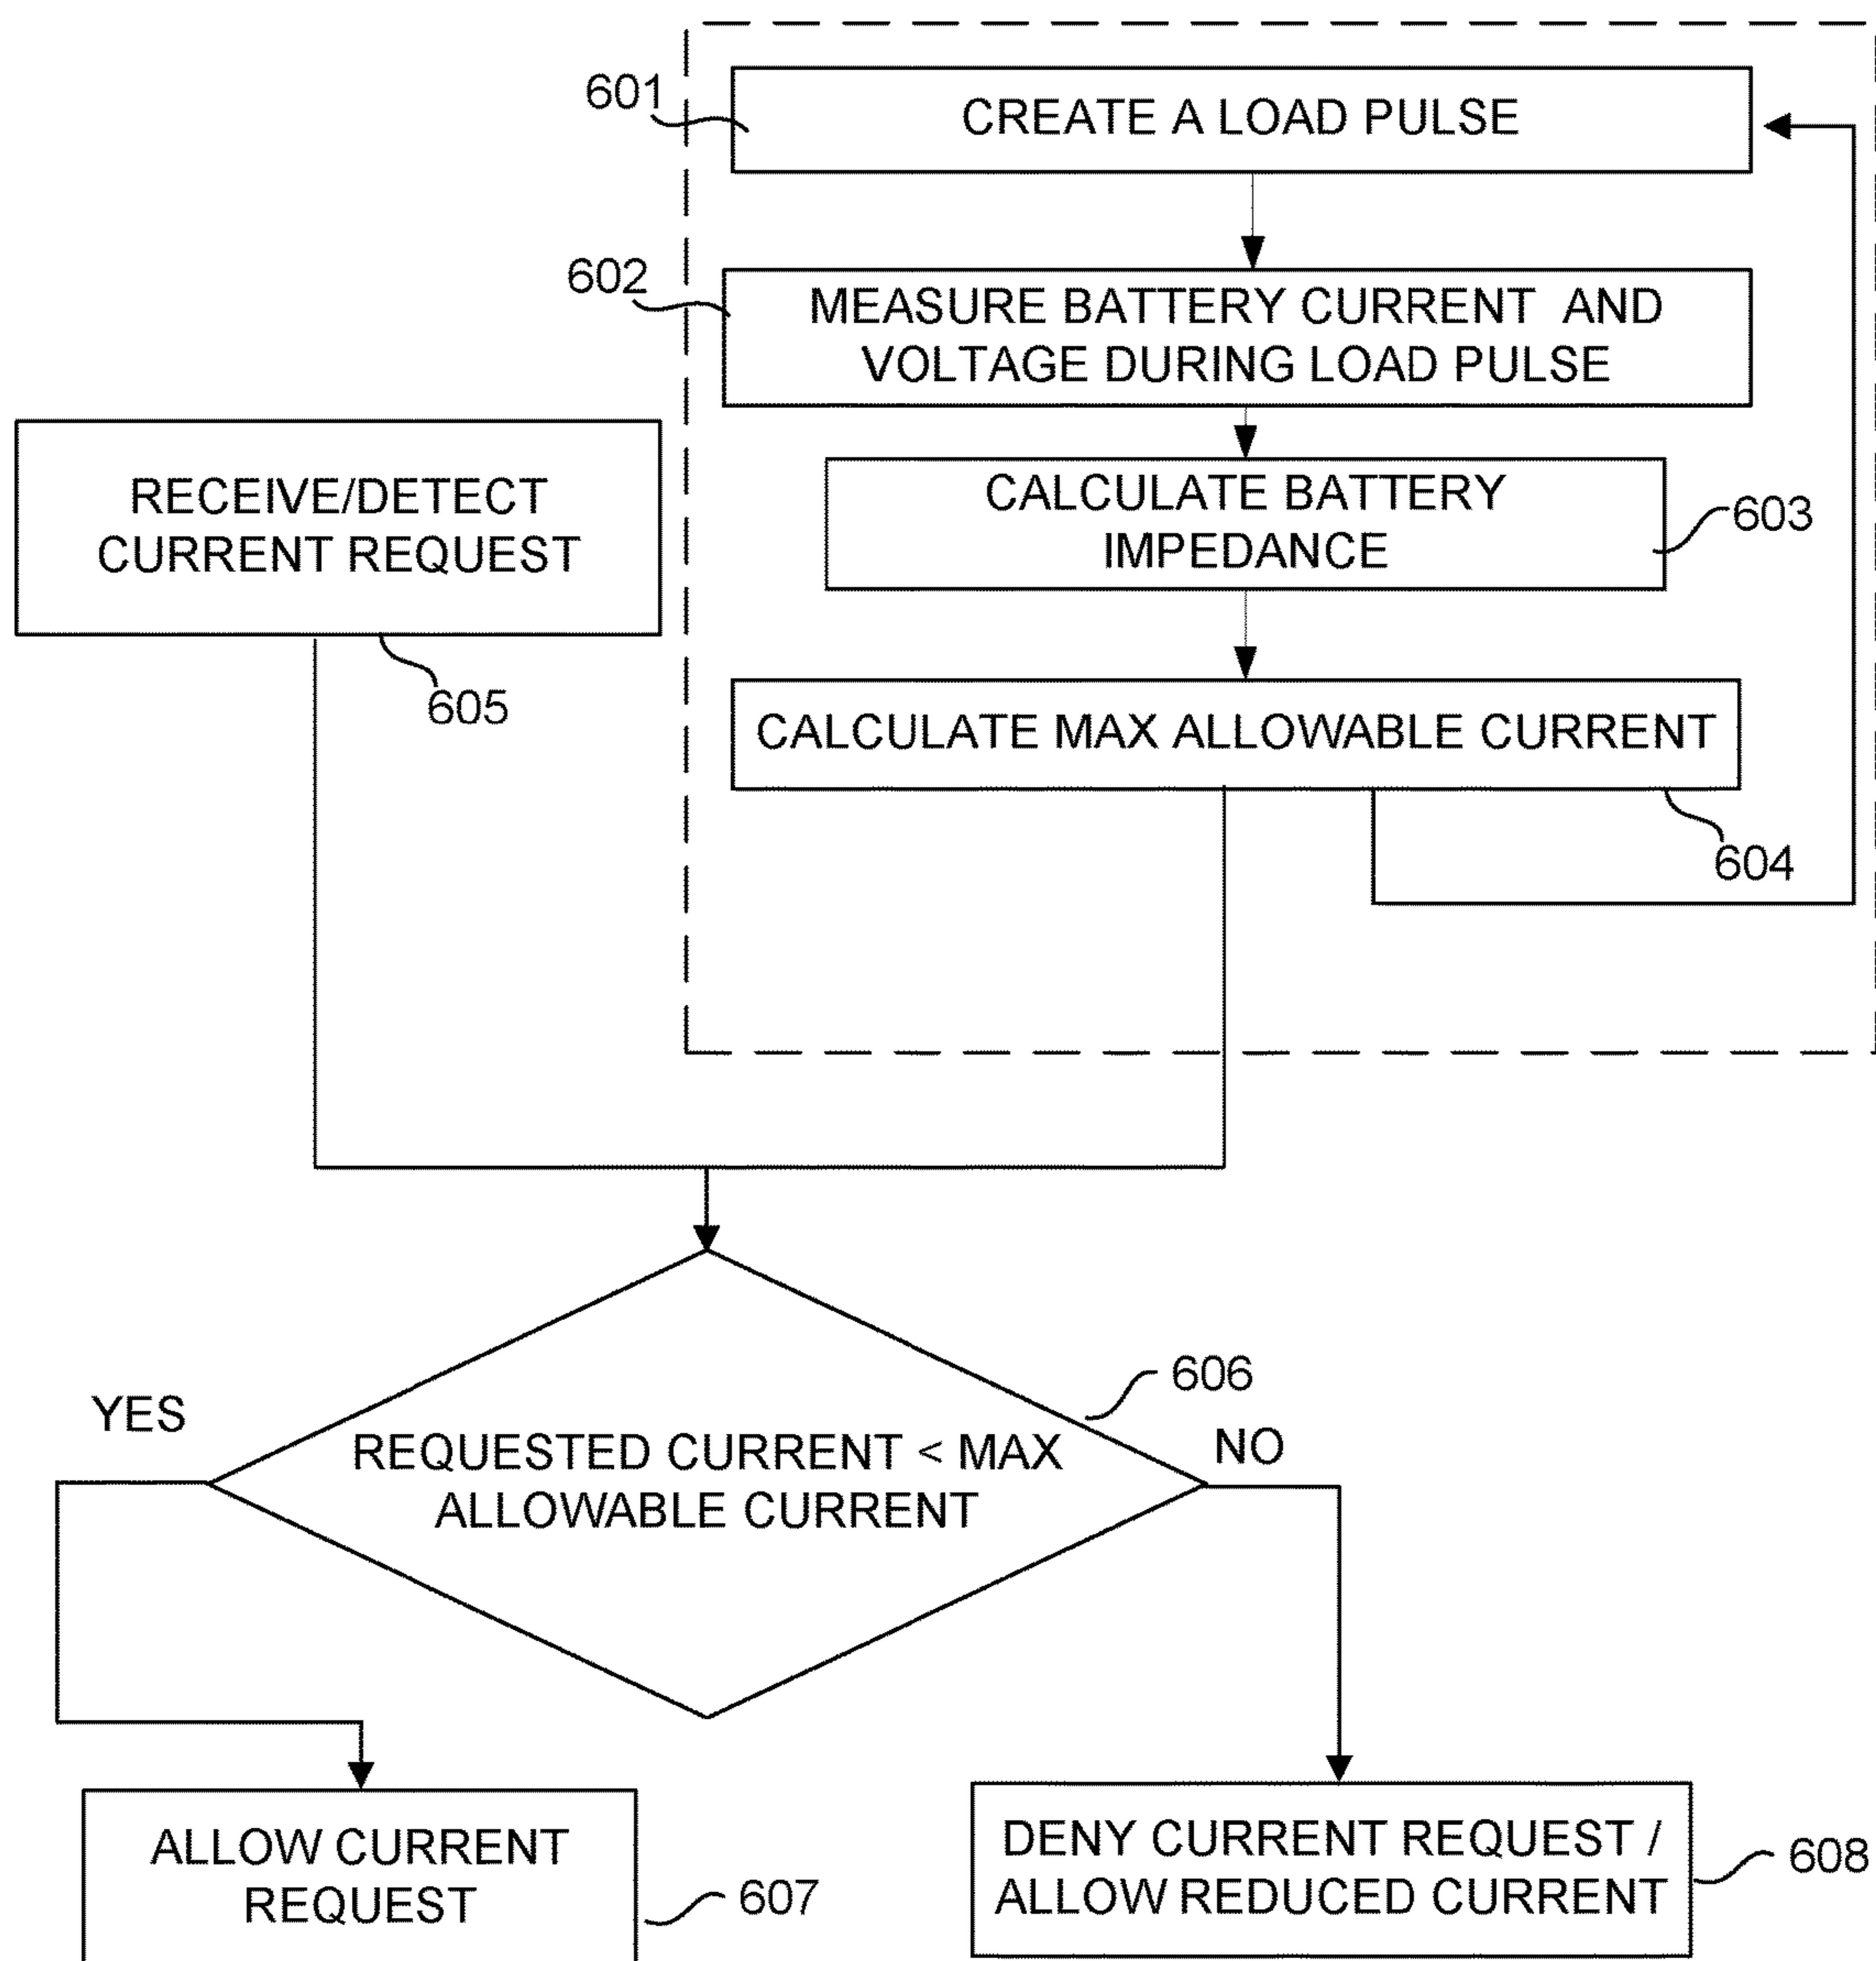 601
CREATE A LOAD PULSE
602
MEASURE BATTERY CURRENT AND
VOLTAGE DURING LOAD PULSE
RECEIVE/DETECT
CURRENT REQUEST
605
CALCULATE BATTERY
IMPEDANCE
603
CALCULATE MAX ALLOWABLE CURRENT
604
606
YES
REQUESTED CURRENT < MAX
ALLOWABLE CURRENT
NO
ALLOW CURRENT
REQUEST
607
DENY CURRENT REQUEST /
ALLOW REDUCED CURRENT
608